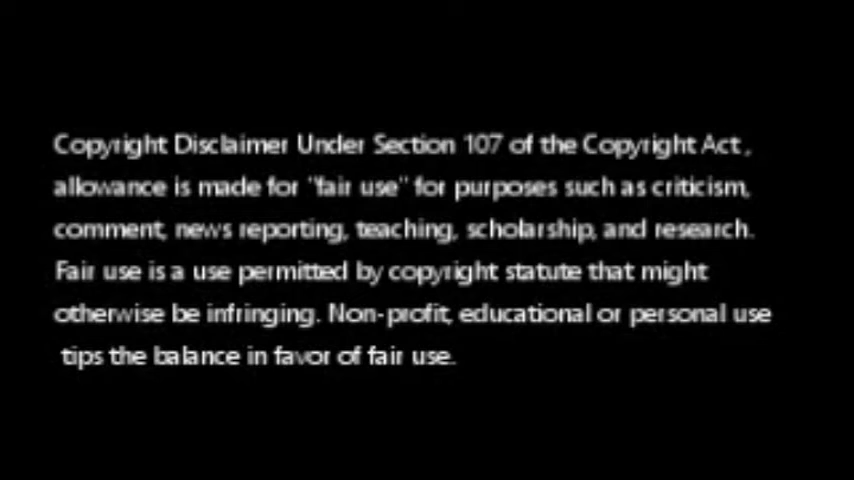 Copyright Disclaimer Under Section 107 of the Copyright Act ,
allowance is made for "fair use" for purposes such as criticism,
comment, news reporting, teaching, scholarship, and research.
Fair use is a use permitted by copyright statute that might
otherwise be infringing. Non-profit, educational or personal use
tips the balance in favor of fair use.